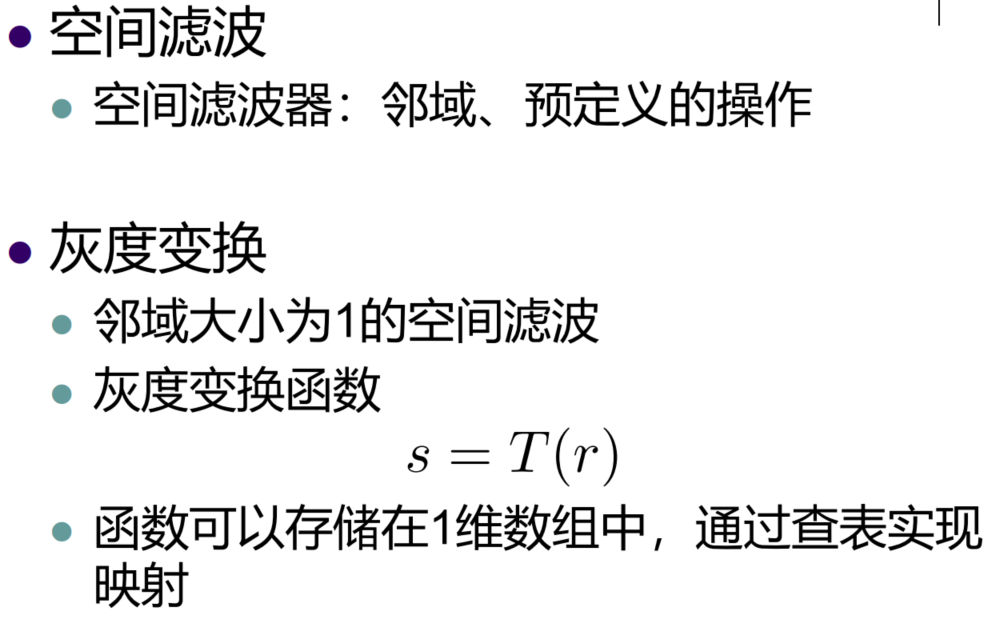 空间滤波
空间滤波器：邻域、预定义的操作
灰度变换
邻域大小为1的空间滤波
灰度变换函数
s = T(r)
函数可以存储在1维数组中，通过查表实现
映射